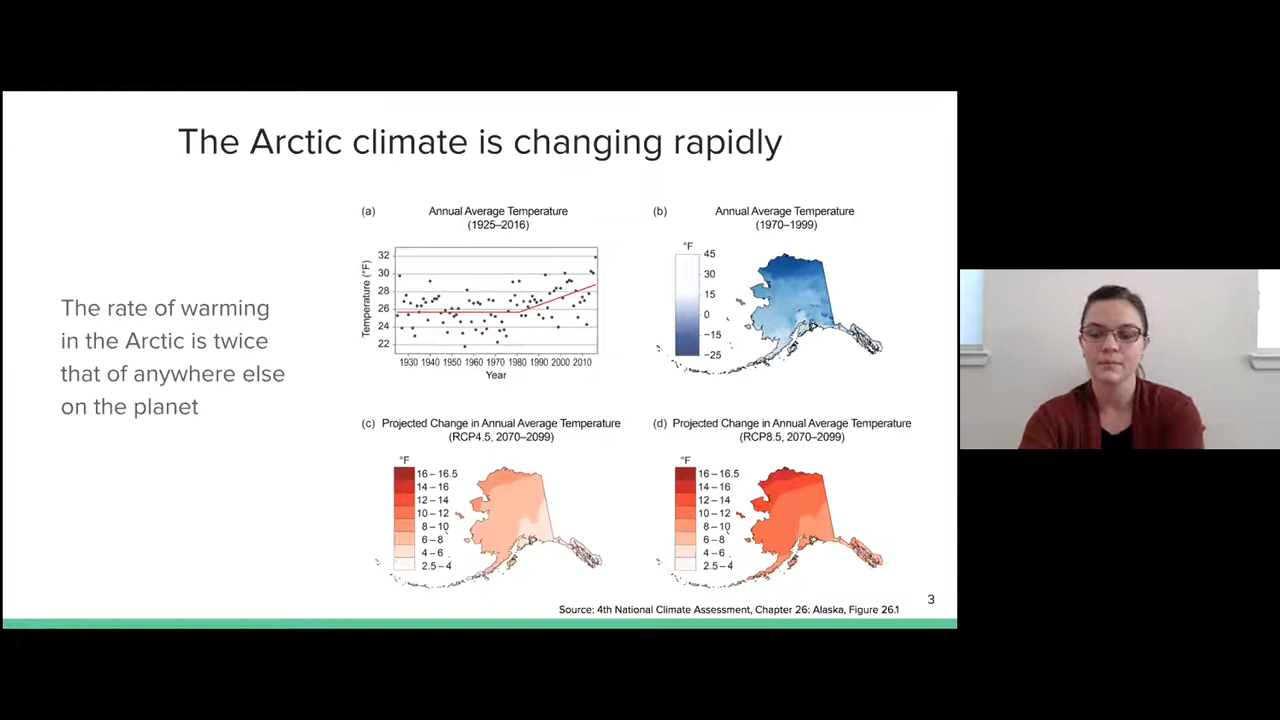 The Arctic climate is changing rapidly
The rate of warming
in the Arctic is twice
that of anywhere else
on the planet
(a)
Annual Average Temperature
(1925–2016)
Temperature (°F)
32
30
28
26
24
22
1930 1940 1950 1960 1970 1980 1990 2000 2010
Year
(b)
Annual Average Temperature
(1970–1999)
°F
45
30
15
0
−15
−25
(c) Projected Change in Annual Average Temperature
(RCP4.5, 2070–2099)
°F
16 – 16.5
14 – 16
12 – 14
10 – 12
8 – 10
6 – 8
4 – 6
2.5 – 4
(d) Projected Change in Annual Average Temperature
(RCP8.5, 2070–2099)
°F
16 – 16.5
14 – 16
12 – 14
10 – 12
8 – 10
6 – 8
4 – 6
2.5 – 4
Source: 4th National Climate Assessment, Chapter 26: Alaska, Figure 26.1
3